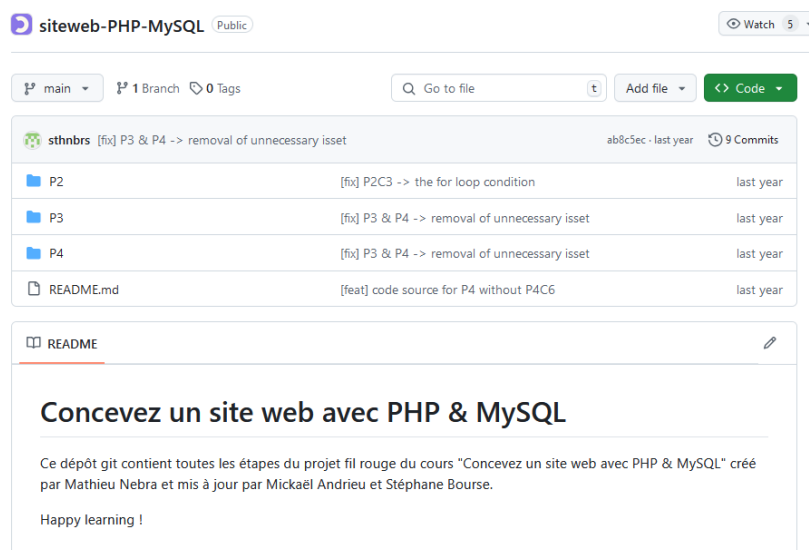 siteweb-PHP-MySQL Public Watch 5
main 1 Branch 0 Tags Go to file t Add file Code
sthnbrs [fix] P3 & P4 -> removal of unnecessary isset ab8c5ec · last year 9 Commits
P2 [fix] P2C3 -> the for loop condition last year
P3 [fix] P3 & P4 -> removal of unnecessary isset last year
P4 [fix] P3 & P4 -> removal of unnecessary isset last year
README.md [feat] code source for P4 without P4C6 last year
README
Concevez un site web avec PHP & MySQL
Ce dépôt git contient toutes les étapes du projet fil rouge du cours "Concevez un site web avec PHP & MySQL" créé
par Mathieu Nebra et mis à jour par Mickaël Andrieu et Stéphane Bourse.
Happy learning !